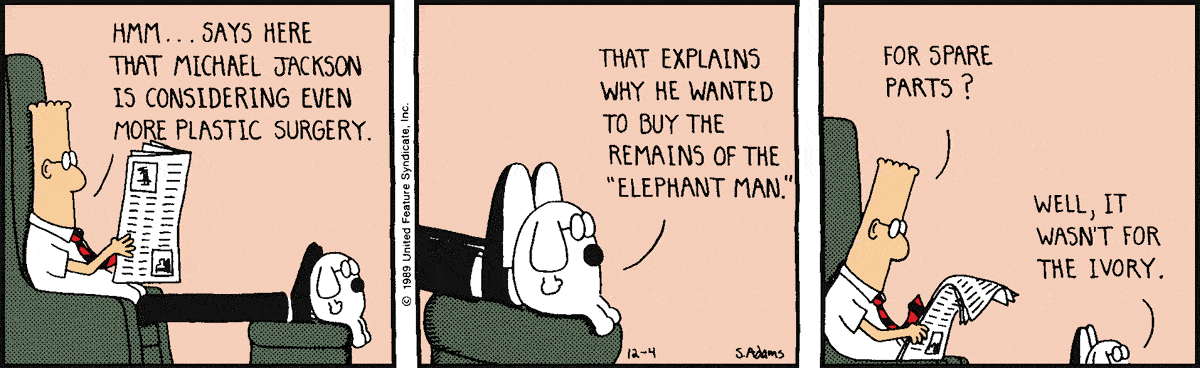 HMM... SAYS HERE
THAT MICHAEL JACKSON
IS CONSIDERING EVEN
MORE PLASTIC SURGERY.
© 1989 United Feature Syndicate, Inc.
THAT EXPLAINS
WHY HE WANTED
TO BUY THE
REMAINS OF THE
"ELEPHANT MAN."
12-4
S.Adams
FOR SPARE
PARTS?
WELL, IT
WASN'T FOR
THE IVORY.